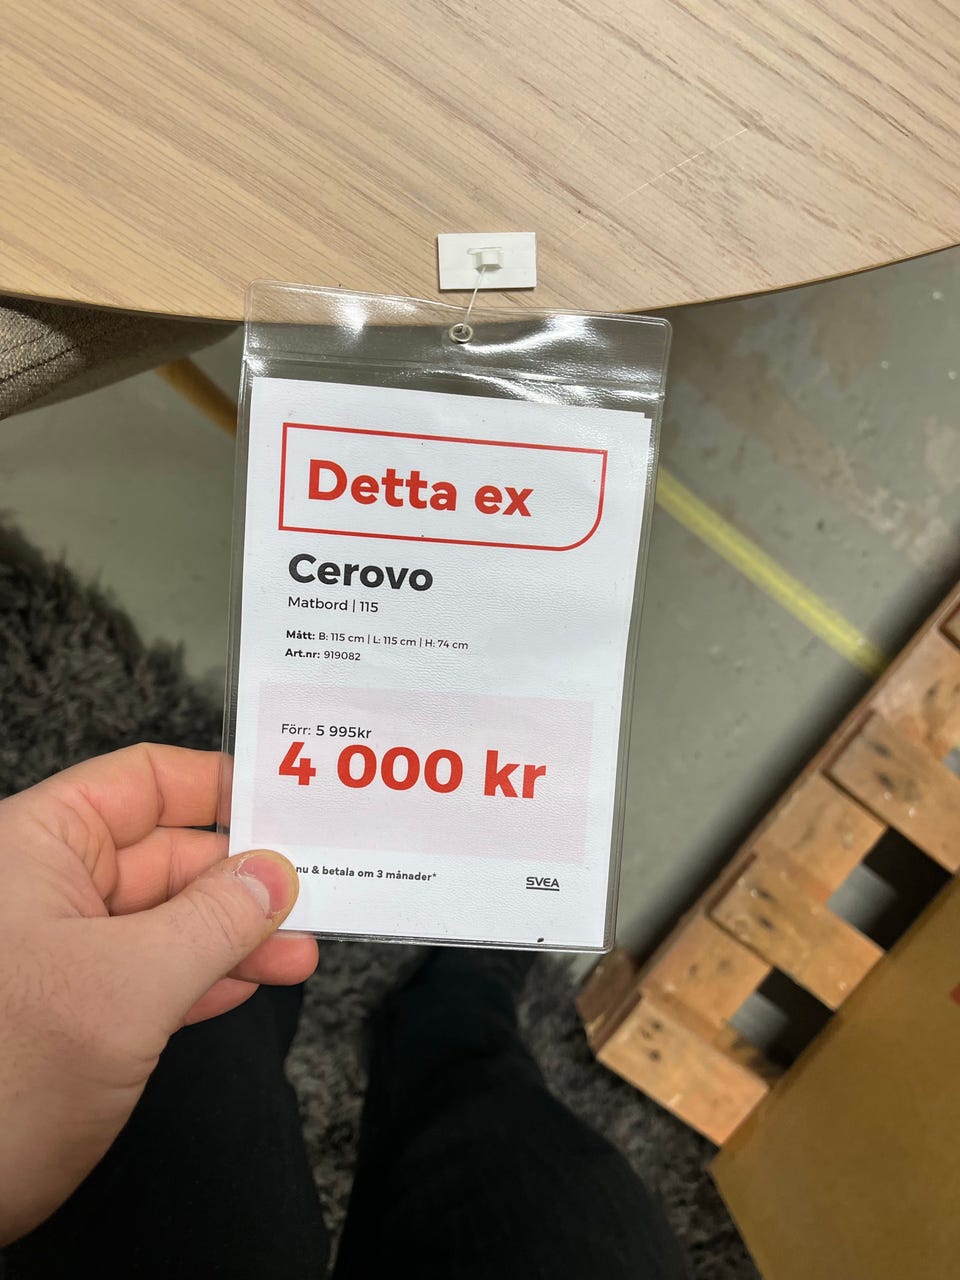 Detta ex
Cerovo
Matbord | 115
Mått: B: 115 cm | L: 115 cm | H: 74 cm
Art.nr: 919082
Förr: 5 995kr
4 000 kr
nu & betala om 3 månader*
SVEA